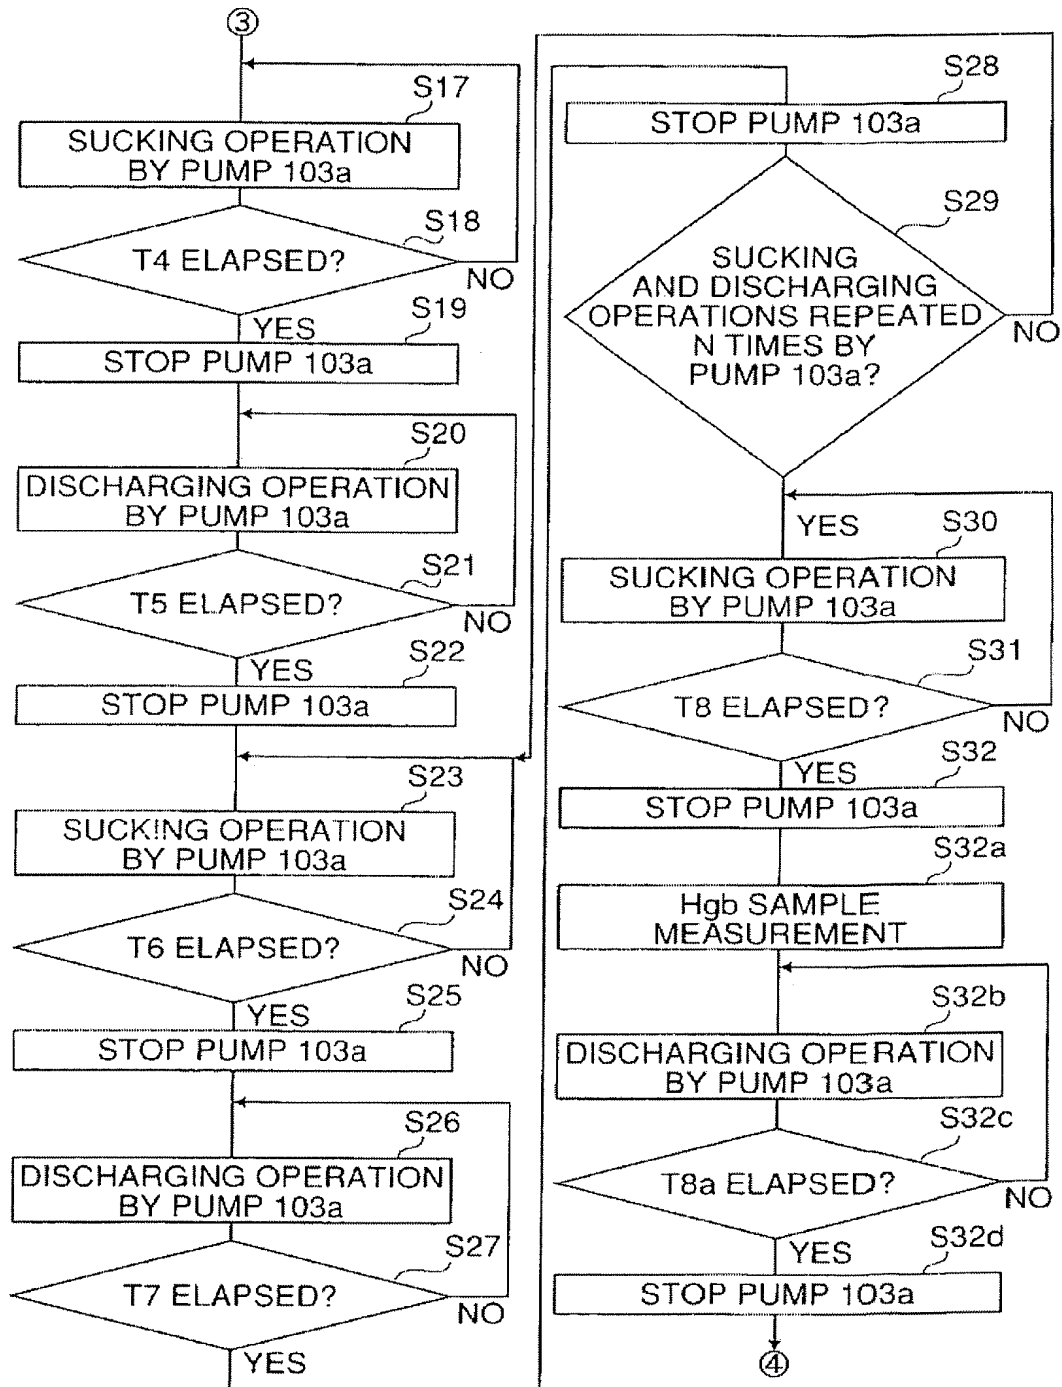 ③
S17
SUCKING OPERATION
BY PUMP 103a
S18
T4 ELAPSED?
NO
YES
S19
STOP PUMP 103a
S20
DISCHARGING OPERATION
BY PUMP 103a
S21
T5 ELAPSED?
NO
YES
S22
STOP PUMP 103a
S23
SUCKING OPERATION
BY PUMP 103a
S24
T6 ELAPSED?
NO
YES
S25
STOP PUMP 103a
S26
DISCHARGING OPERATION
BY PUMP 103a
S27
T7 ELAPSED?
NO
YES
S28
STOP PUMP 103a
S29
SUCKING
AND DISCHARGING
OPERATIONS REPEATED
N TIMES BY
PUMP 103a?
NO
YES
S30
SUCKING OPERATION
BY PUMP 103a
S31
T8 ELAPSED?
NO
YES
S32
STOP PUMP 103a
S32a
Hgb SAMPLE
MEASUREMENT
S32b
DISCHARGING OPERATION
BY PUMP 103a
S32c
T8a ELAPSED?
NO
YES
S32d
STOP PUMP 103a
④